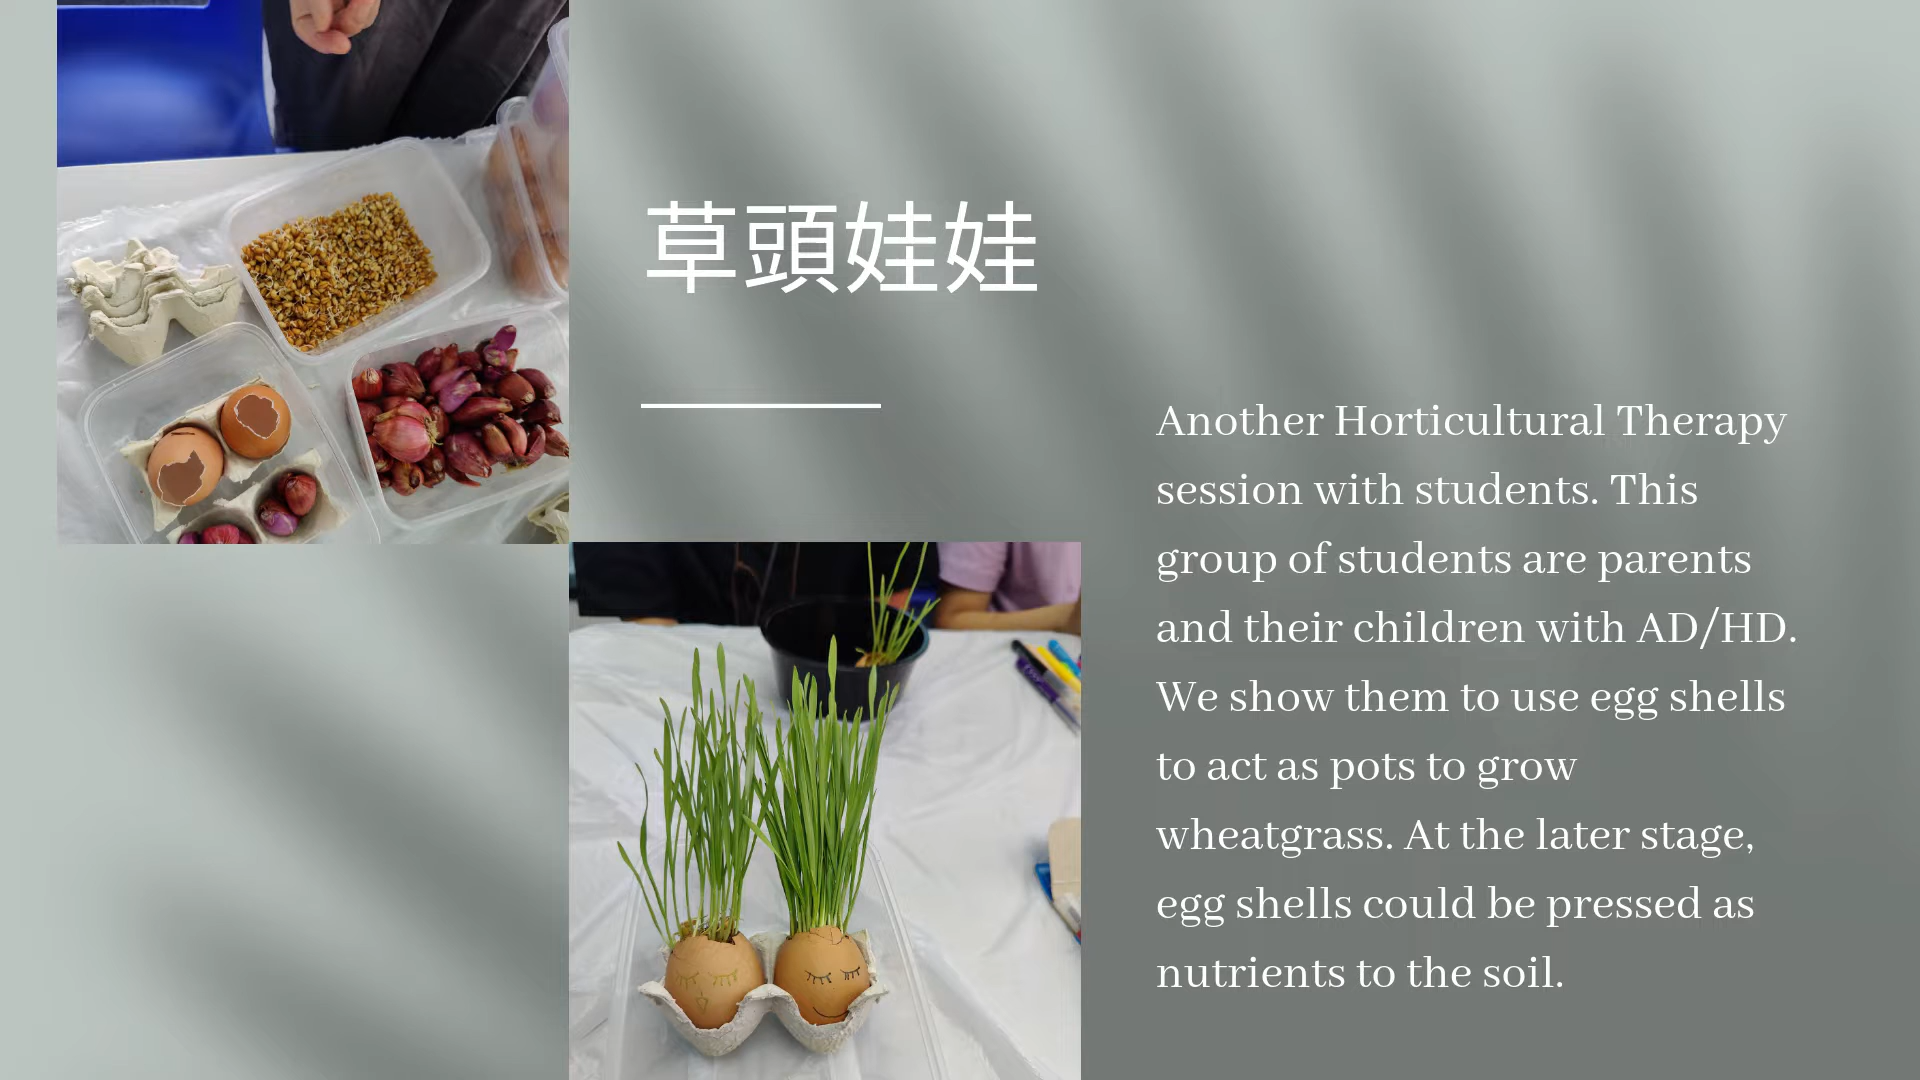 草頭娃娃
Another Horticultural Therapy
session with students. This
group of students are parents
and their children with AD/HD.
We show them to use egg shells
to act as pots to grow
wheatgrass. At the later stage,
egg shells could be pressed as
nutrients to the soil.